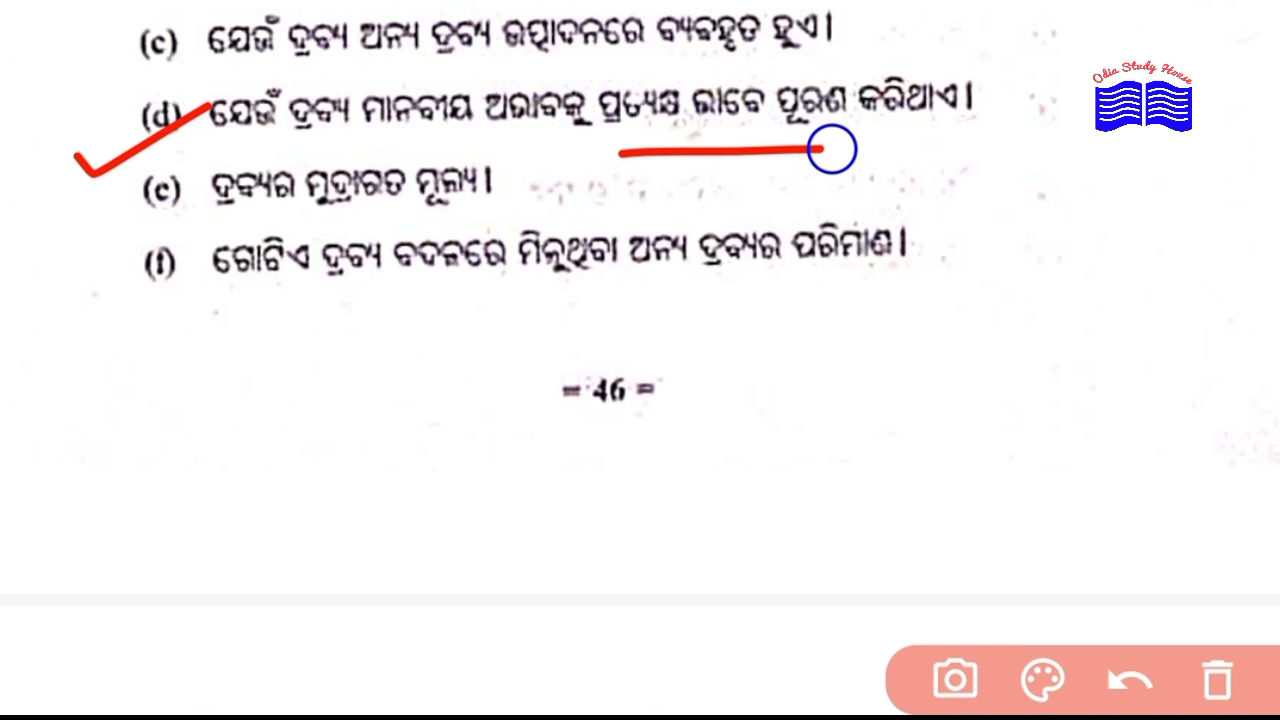 (c) ଯେଉଁ ଦ୍ରବ୍ୟ ଅନ୍ୟ ଦ୍ରବ୍ୟ ଉତ୍ପାଦନରେ ବ୍ୟବହୃତ ହୁଏ।
Odia Study House
(d) ଯେଉଁ ଦ୍ରବ୍ୟ ମାନବୀୟ ଅଭାବକୁ ପ୍ରତ୍ୟକ୍ଷ ଭାବେ ପୂରଣ କରିଥାଏ।
(e) ଦ୍ରବ୍ୟର ମୁଦ୍ରାଗତ ମୂଲ୍ୟ।
(f) ଗୋଟିଏ ଦ୍ରବ୍ୟ ବଦଳରେ ମିଳୁଥିବା ଅନ୍ୟ ଦ୍ରବ୍ୟର ପରିମାଣ।
= 46 =